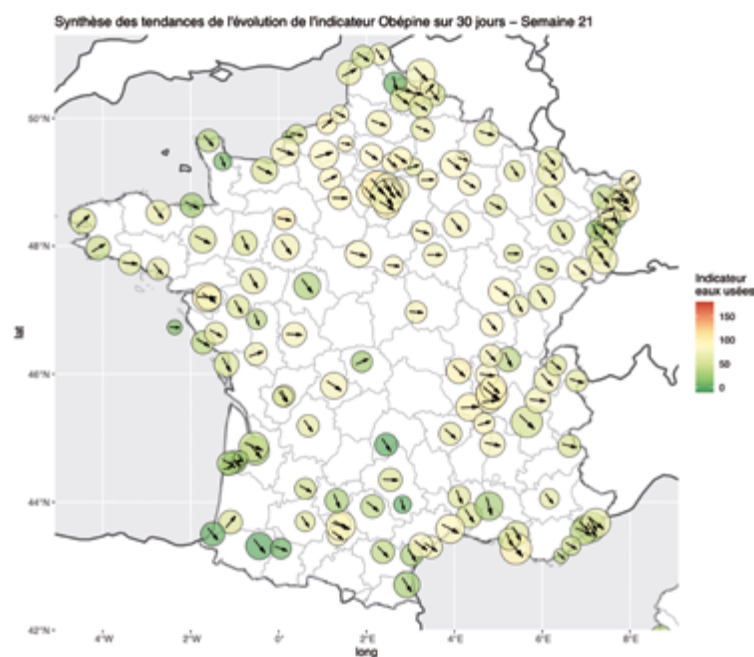 Synthèse des tendances de l'évolution de l'indicateur Obépine sur 30 jours – Semaine 21
50°N
48°N
46°N
44°N
42°N
lat
4°W
2°W
0°
2°E
4°E
6°E
8°E
long
Indicateur
eaux usées
150
100
50
0